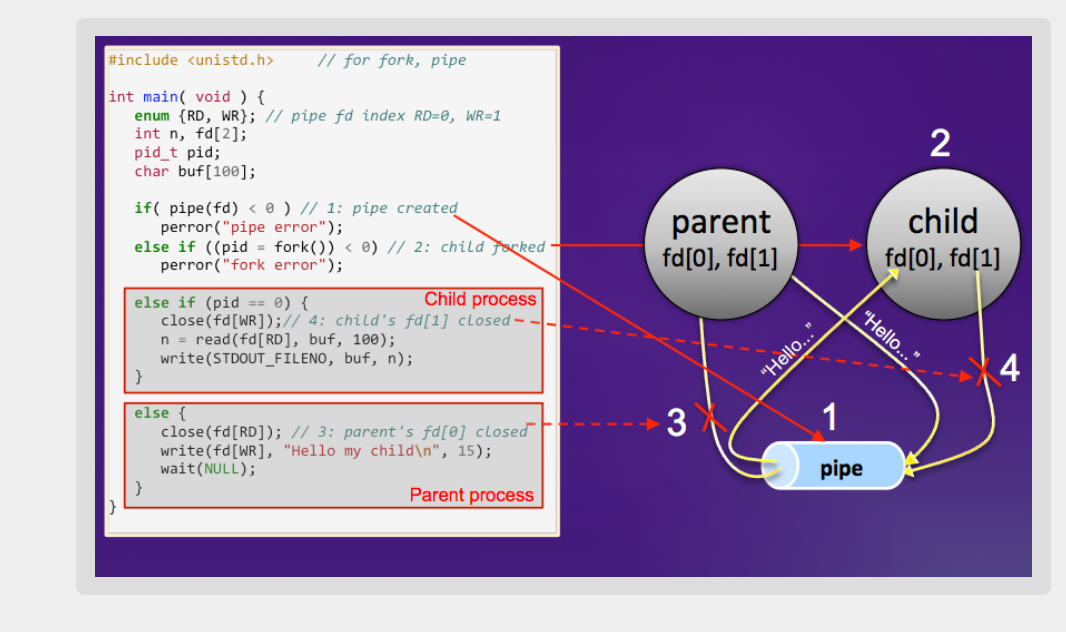 #include <unistd.h>     // for fork, pipe
int main( void ) {
   enum {RD, WR}; // pipe fd index RD=0, WR=1
   int n, fd[2];
   pid_t pid;
   char buf[100];
   if( pipe(fd) < 0 ) // 1: pipe created
      perror("pipe error");
   else if ((pid = fork()) < 0) // 2: child forked
      perror("fork error");
   else if (pid == 0) {
Child process
      close(fd[WR]);// 4: child's fd[1] closed
      n = read(fd[RD], buf, 100);
      write(STDOUT_FILENO, buf, n);
   }
   else {
      close(fd[RD]); // 3: parent's fd[0] closed
      write(fd[WR], "Hello my child\n", 15);
      wait(NULL);
   }
Parent process
}
2
parent
fd[0], fd[1]
child
fd[0], fd[1]
"Hello..."
"Hello..."
4
3
1
pipe